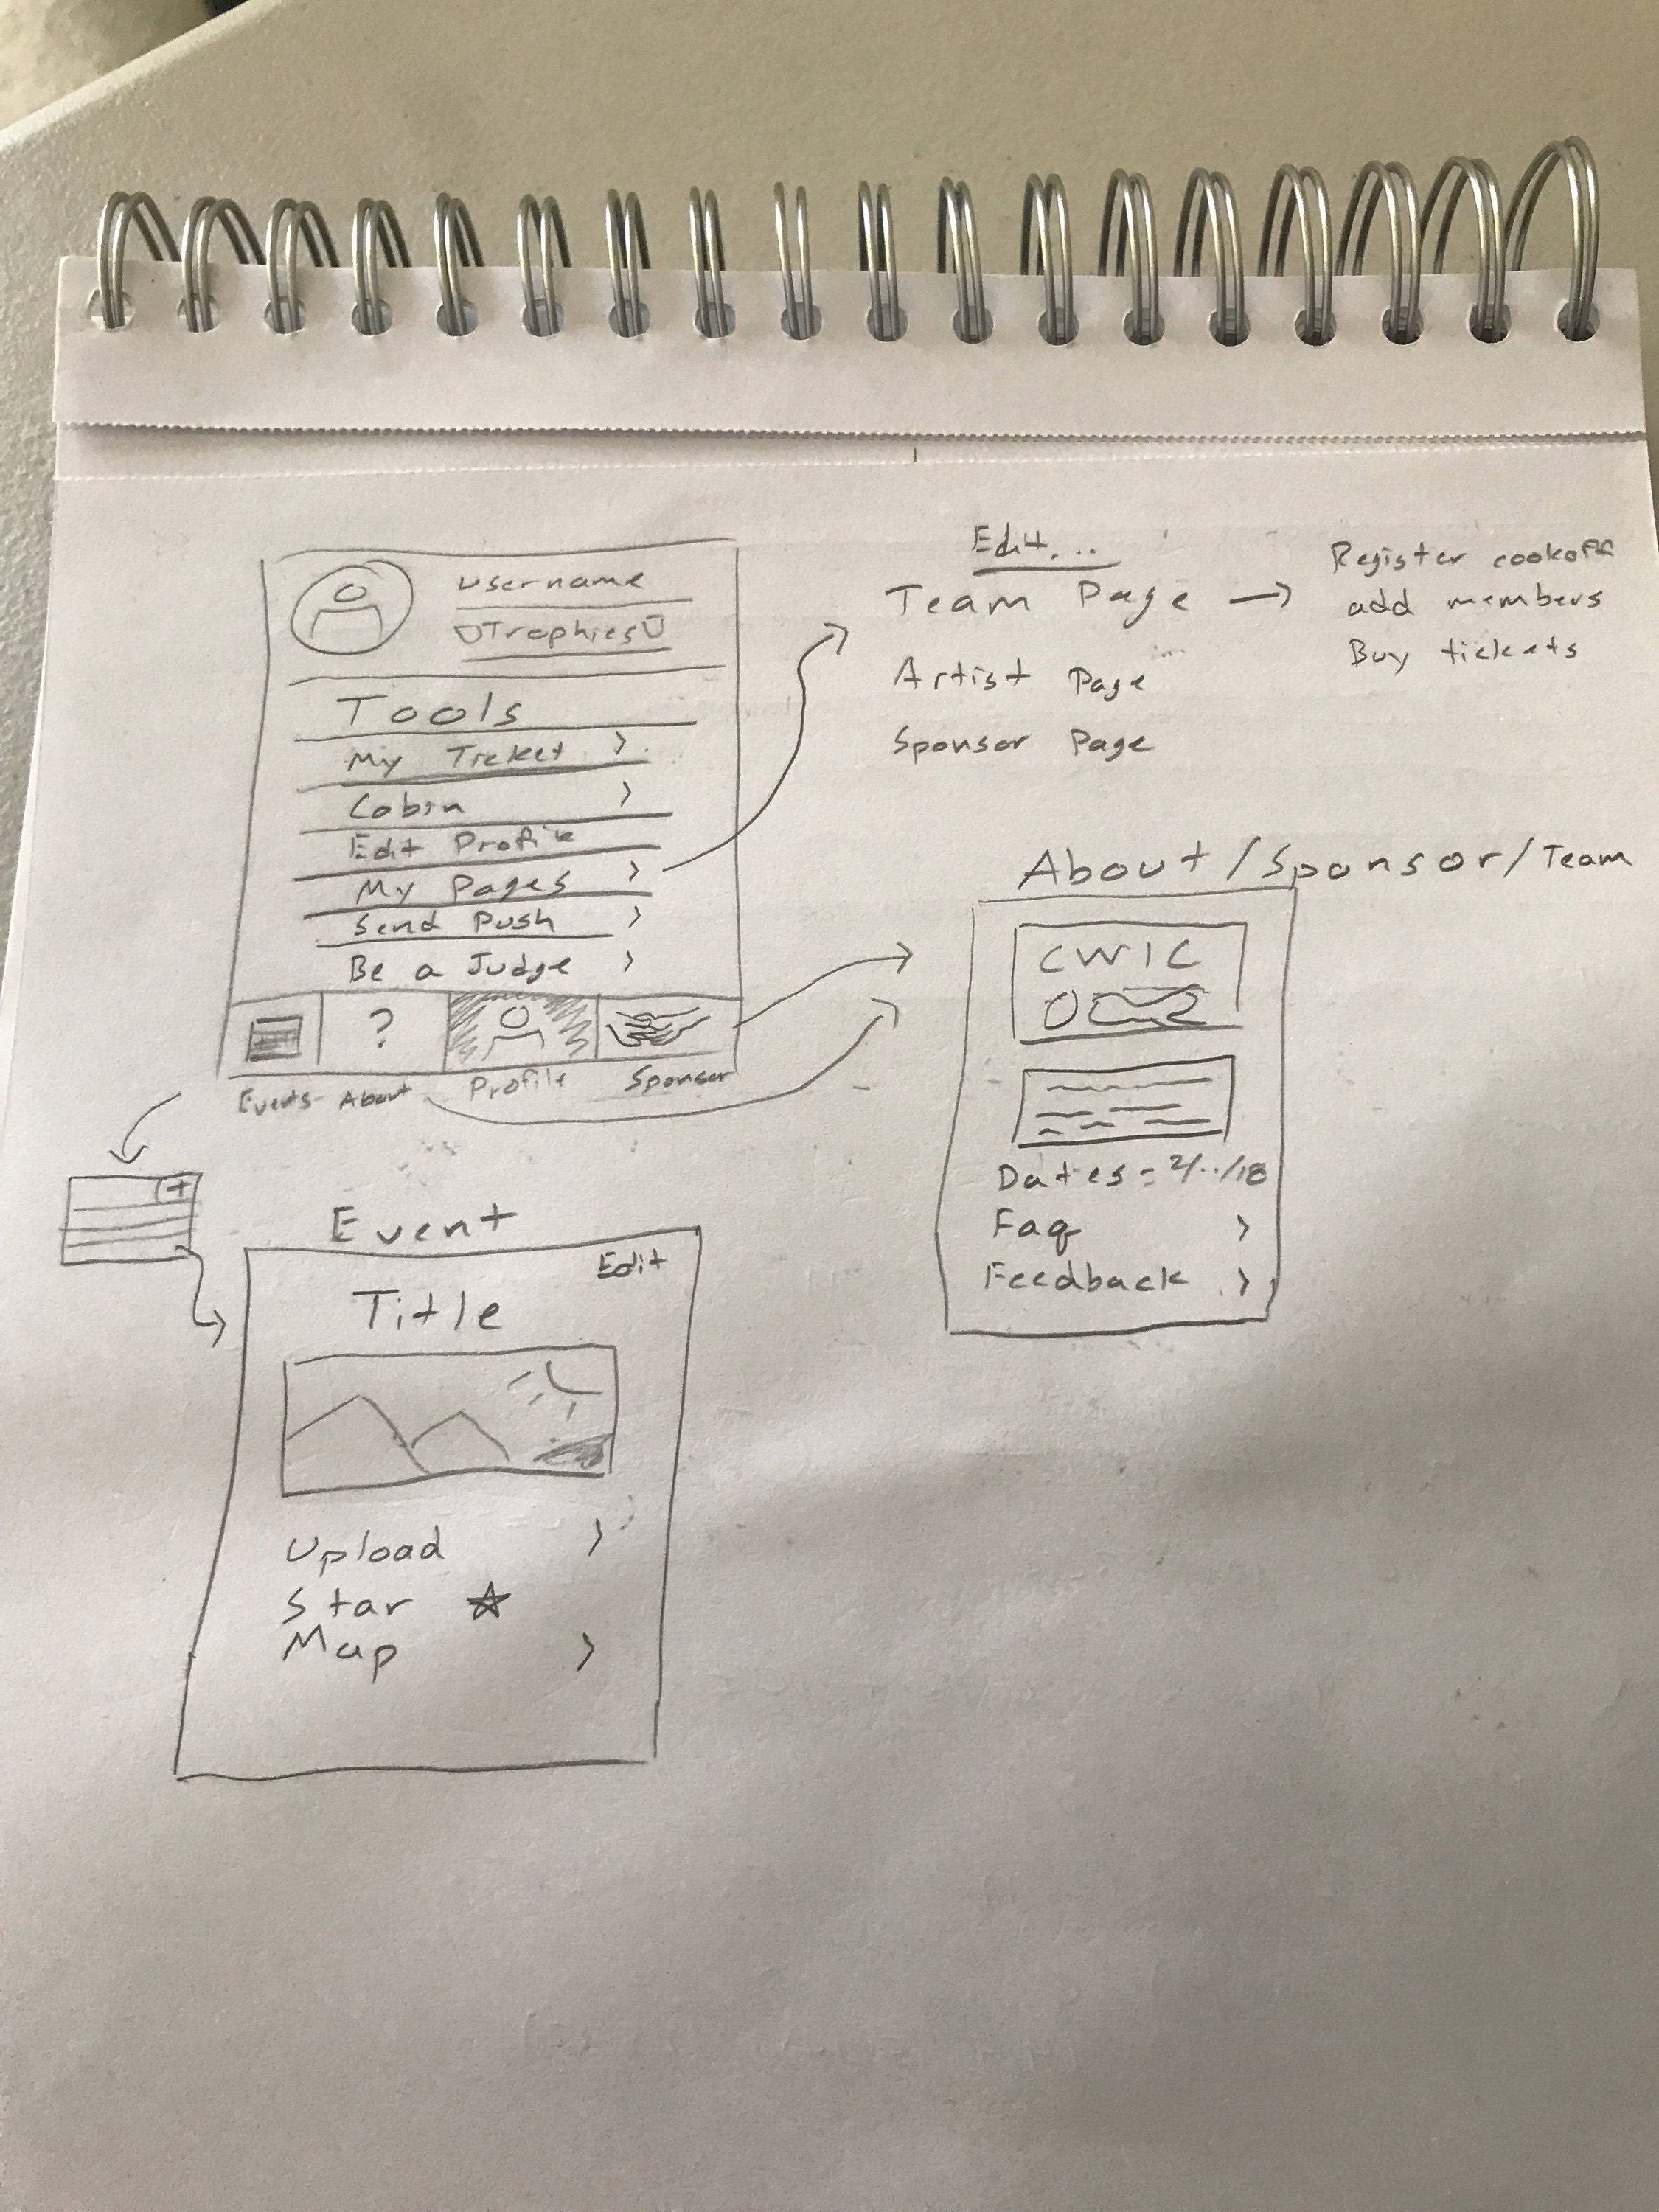 Username
Trophies
Tools
My Ticket >
Cabin >
Edit Profile
My Pages >
Send Push >
Be a Judge >
?
Events About Profile Sponsor
Edit...
Team Page → Register cookoff
add members
Buy tickets
Artist Page
Sponsor Page
About/Sponsor/Team
CWIC
Dates = 2/../18
Faq >
Feedback >
+
Event
Edit
Title
Upload >
Star ☆
Map >